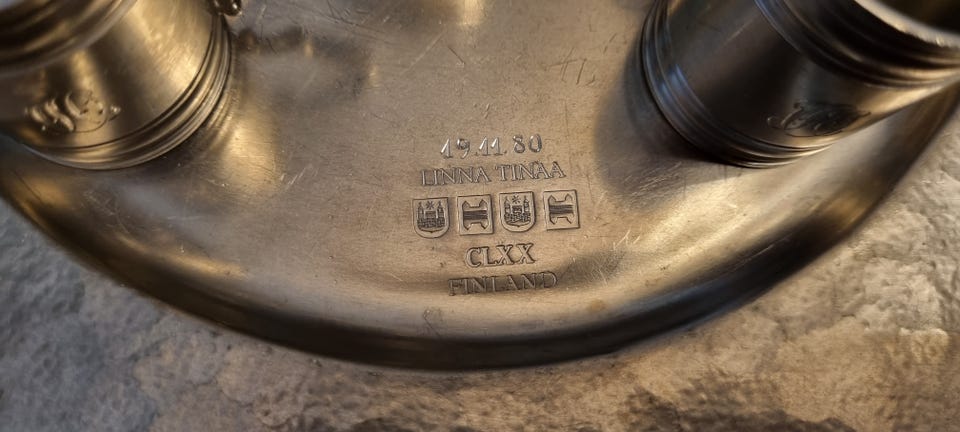 19.11.80
LINNA TINAA
CLXX
FINLAND